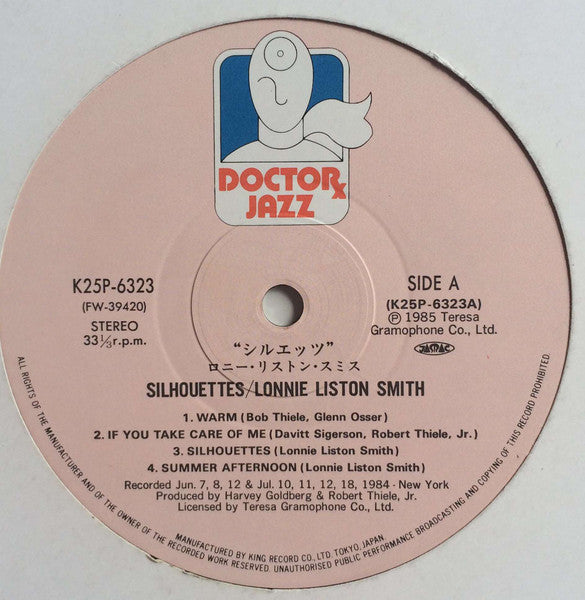 DOCTOR℞
JAZZ
K25P-6323
(FW-39420)
STEREO
33⅓r.p.m.
SIDE A
(K25P-6323A)
Ⓟ 1985 Teresa
Gramophone Co., Ltd.
JASRAC
“シルエッツ”
ロニー・リストン・スミス
SILHOUETTES/LONNIE LISTON SMITH
1. WARM (Bob Thiele, Glenn Osser)
2. IF YOU TAKE CARE OF ME (Davitt Sigerson, Robert Thiele, Jr.)
3. SILHOUETTES (Lonnie Liston Smith)
4. SUMMER AFTERNOON (Lonnie Liston Smith)
Recorded Jun. 7, 8, 12 & Jul. 10, 11, 12, 18, 1984 - New York
Produced by Harvey Goldberg & Robert Thiele, Jr.
Licensed by Teresa Gramophone Co., Ltd.
MANUFACTURED BY KING RECORD CO., LTD. TOKYO, JAPAN.
ALL RIGHTS OF THE MANUFACTURER AND OF THE OWNER OF THE RECORDED WORK RESERVED. UNAUTHORISED PUBLIC PERFORMANCE BROADCASTING AND COPYING OF THIS RECORD PROHIBITED